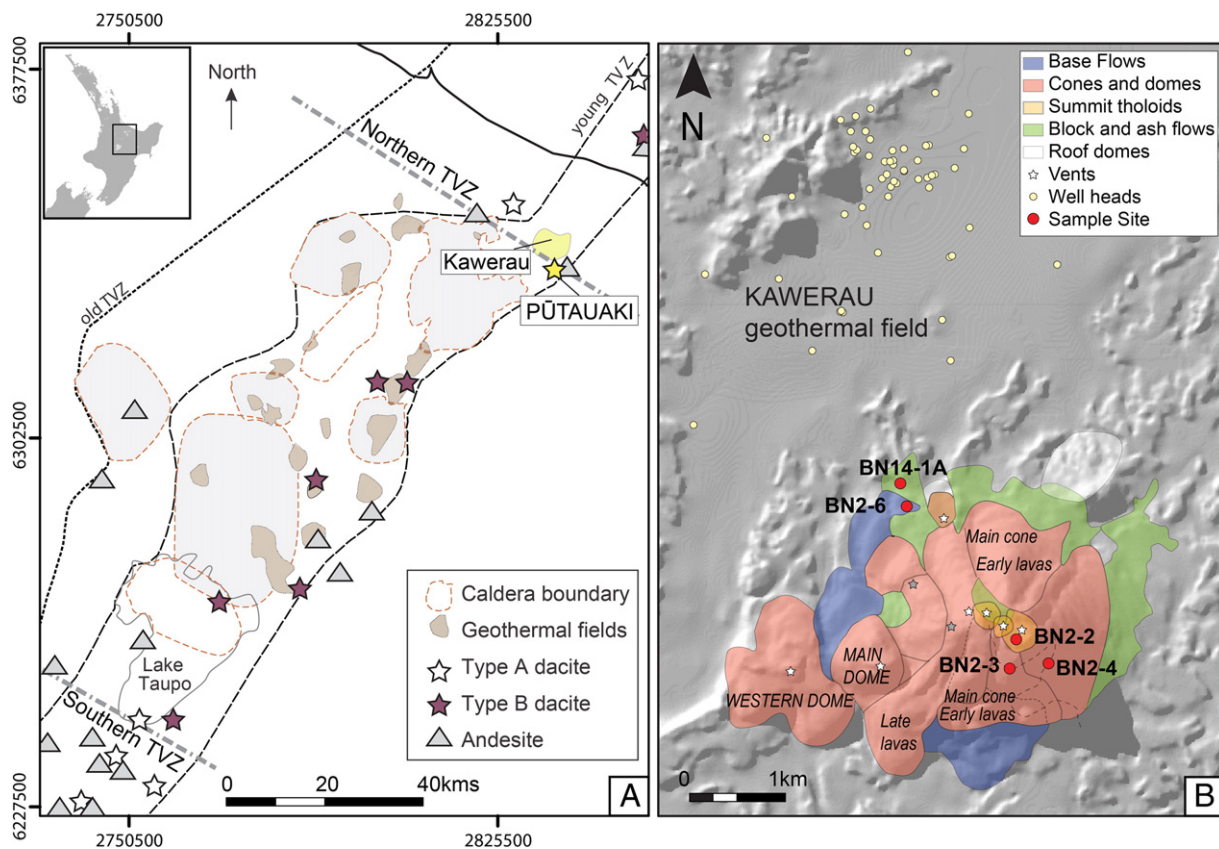 2750500
2825500
6377500
6302500
6227500
North
young TVZ
Northern TVZ
old TVZ
Kawerau
PŪTAUAKI
Lake
Taupo
Southern TVZ
Caldera boundary
Geothermal fields
Type A dacite
Type B dacite
Andesite
0 20 40kms
A
2750500
2825500
N
Base Flows
Cones and domes
Summit tholoids
Block and ash flows
Roof domes
Vents
Well heads
Sample Site
KAWERAU
geothermal field
BN14-1A
BN2-6
Main cone
Early lavas
BN2-2
BN2-3
BN2-4
MAIN
DOME
WESTERN DOME
Main cone
Early lavas
Late
lavas
0 1km
B